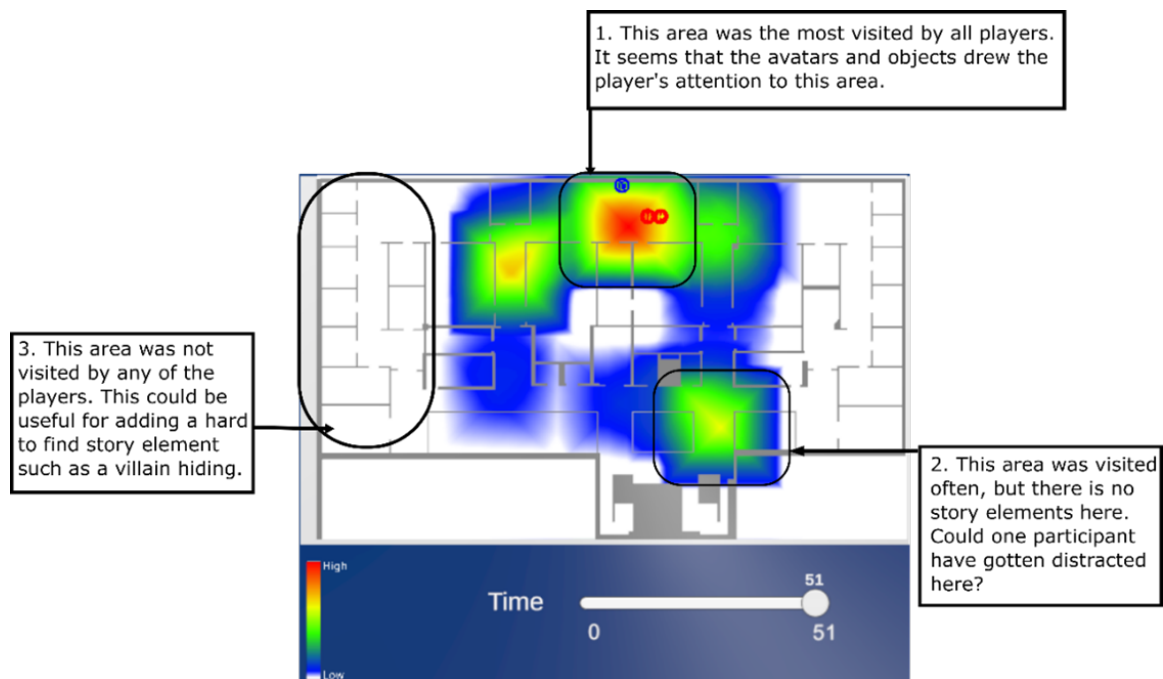 1. This area was the most visited by all players.
It seems that the avatars and objects drew the
player's attention to this area.
3. This area was not
visited by any of the
players. This could be
useful for adding a hard
to find story element
such as a villain hiding.
2. This area was visited
often, but there is no
story elements here.
Could one participant
have gotten distracted
here?
High
Low
Time
51
0
51